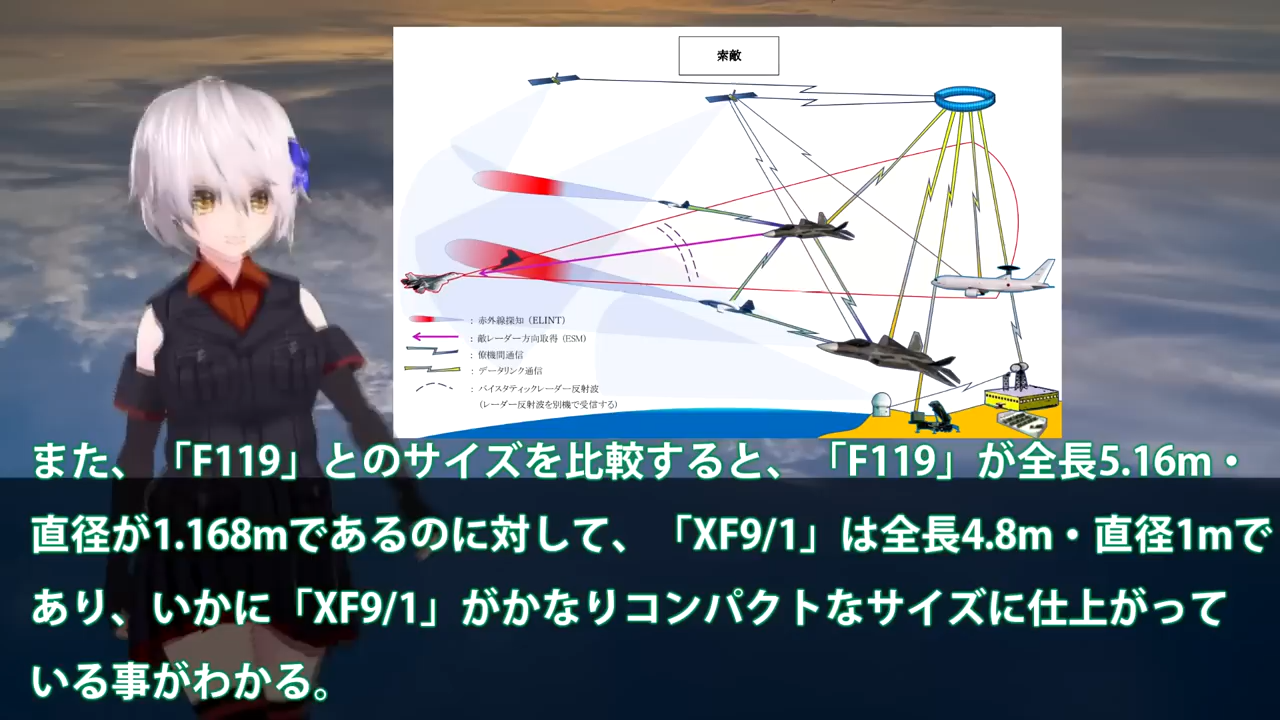 索敵
: 赤外線探知 (ELINT)
: 敵レーダー方向取得 (ESM)
: 僚機間通信
: データリンク通信
: バイスタティックレーダー反射波
(レーダー反射波を別機で受信する)
また、「F119」とのサイズを比較すると、「F119」が全長5.16m・
直径が1.168mであるのに対して、「XF9/1」は全長4.8m・直径1mで
あり、いかに「XF9/1」がかなりコンパクトなサイズに仕上がって
いる事がわかる。